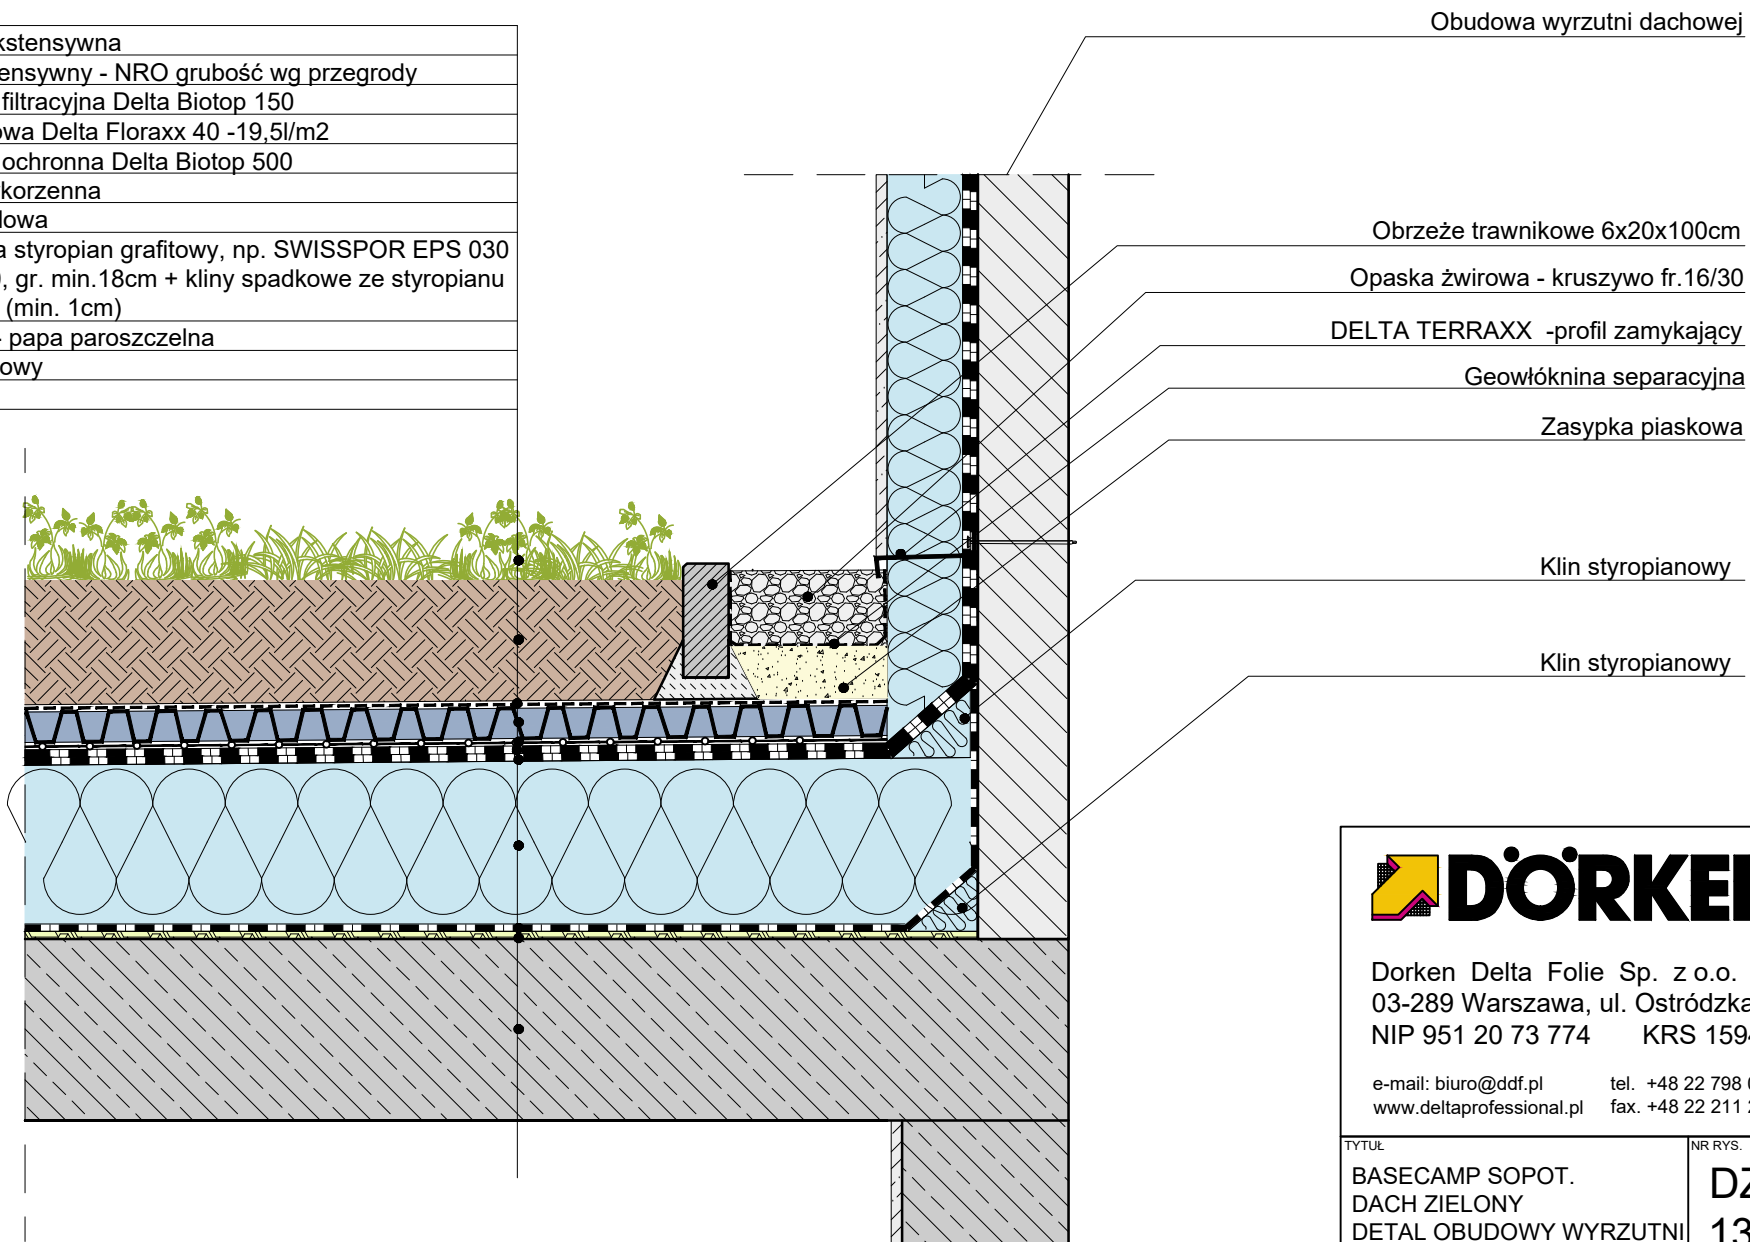 kstensywna
ensywny - NRO grubość wg przegrody
filtracyjna Delta Biotop 150
owa Delta Floraxx 40 -19,5l/m2
ochronna Delta Biotop 500
korzenna
dowa
a styropian grafitowy, np. SWISSPOR EPS 030
, gr. min.18cm + kliny spadkowe ze styropianu
(min. 1cm)
- papa paroszczelna
owy
Obudowa wyrzutni dachowej
Obrzeże trawnikowe 6x20x100cm
Opaska żwirowa - kruszywo fr.16/30
DELTA TERRAXX -profil zamykający
Geowłóknina separacyjna
Zasypka piaskowa
Klin styropianowy
Klin styropianowy
DÖRKEN
Dorken Delta Folie Sp. z o.o.
03-289 Warszawa, ul. Ostródzka
NIP 951 20 73 774 KRS 159
e-mail: biuro@ddf.pl tel. +48 22 798
www.deltaprofessional.pl fax. +48 22 211
TYTUŁ NR RYS.
BASECAMP SOPOT. DZ
DACH ZIELONY
DETAL OBUDOWY WYRZUTNI 13